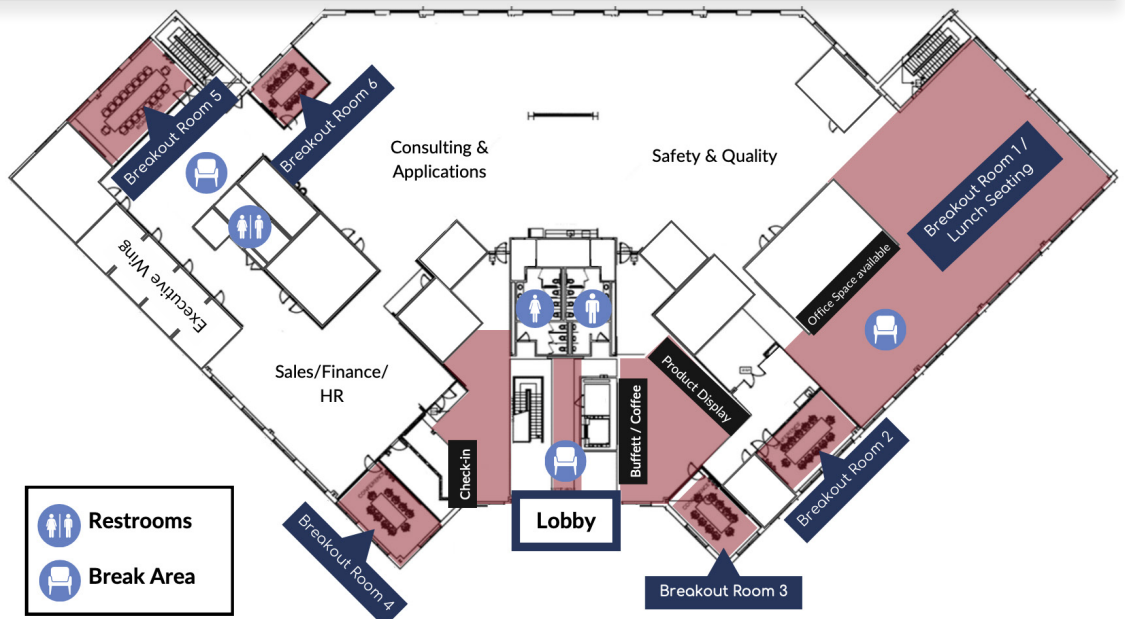 Breakout Room 5
Breakout Room 6
Consulting &
Applications
Safety & Quality
Breakout Room 1 /
Lunch Seating
Executive Wing
Office Space available
Sales/Finance/
HR
Product Display
Buffett / Coffee
Check-in
Breakout Room 2
Lobby
Restrooms
Break Area
Breakout Room 4
Breakout Room 3